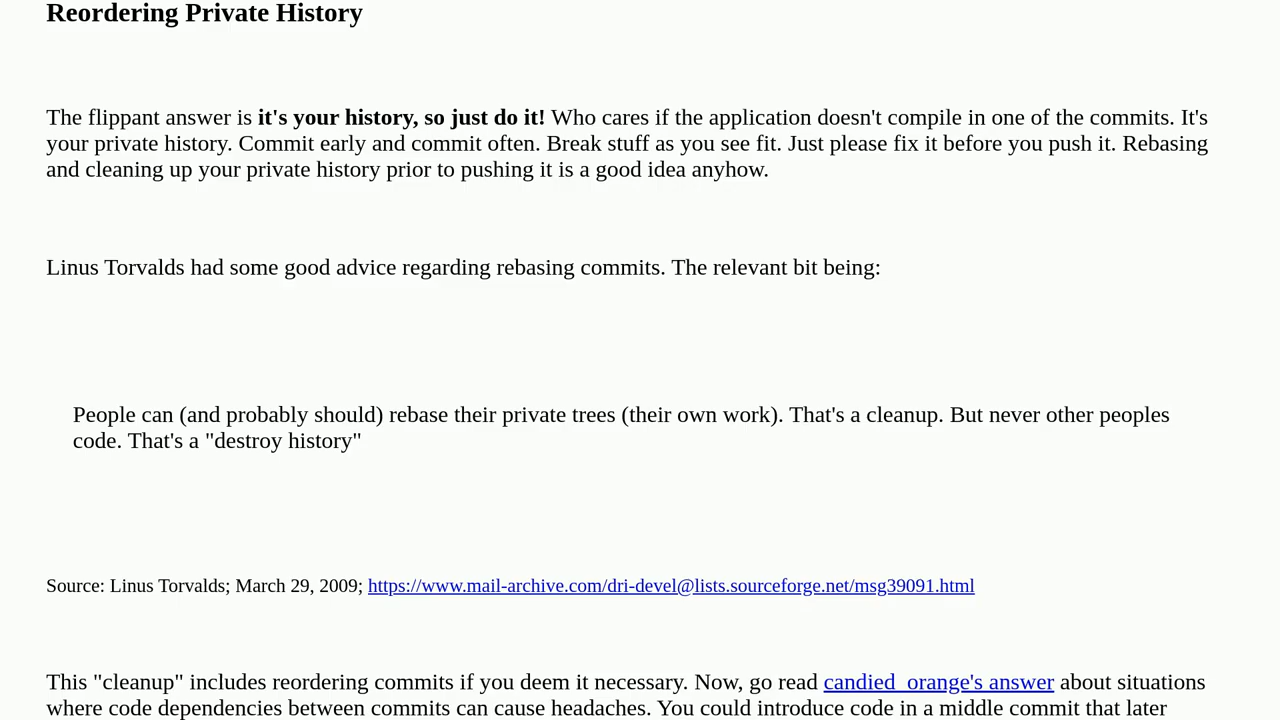 Reordering Private History
The flippant answer is it's your history, so just do it! Who cares if the application doesn't compile in one of the commits. It's
your private history. Commit early and commit often. Break stuff as you see fit. Just please fix it before you push it. Rebasing
and cleaning up your private history prior to pushing it is a good idea anyhow.
Linus Torvalds had some good advice regarding rebasing commits. The relevant bit being:
People can (and probably should) rebase their private trees (their own work). That's a cleanup. But never other peoples
code. That's a "destroy history"
Source: Linus Torvalds; March 29, 2009; https://www.mail-archive.com/dri-devel@lists.sourceforge.net/msg39091.html
This "cleanup" includes reordering commits if you deem it necessary. Now, go read candied_orange's answer about situations
where code dependencies between commits can cause headaches. You could introduce code in a middle commit that later